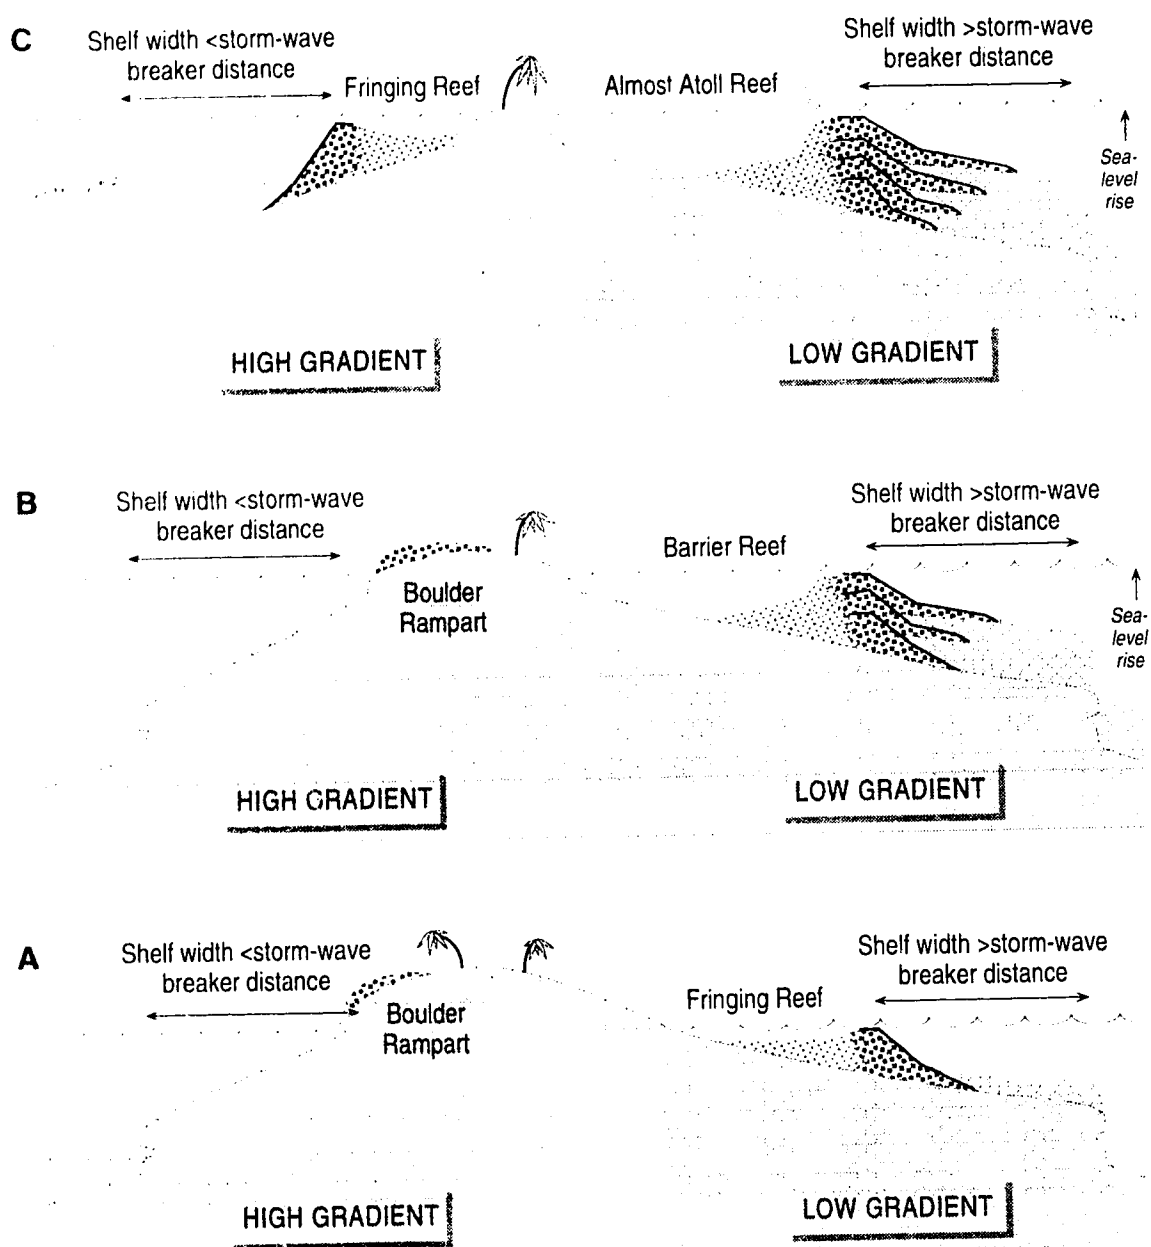 C
Shelf width <storm-wave
breaker distance
Fringing Reef
Almost Atoll Reef
Shelf width >storm-wave
breaker distance
Sea-
level
rise
HIGH GRADIENT
LOW GRADIENT
B
Shelf width <storm-wave
breaker distance
Boulder
Rampart
Barrier Reef
Shelf width >storm-wave
breaker distance
Sea-
level
rise
HIGH GRADIENT
LOW GRADIENT
A
Shelf width <storm-wave
breaker distance
Boulder
Rampart
Fringing Reef
Shelf width >storm-wave
breaker distance
HIGH GRADIENT
LOW GRADIENT